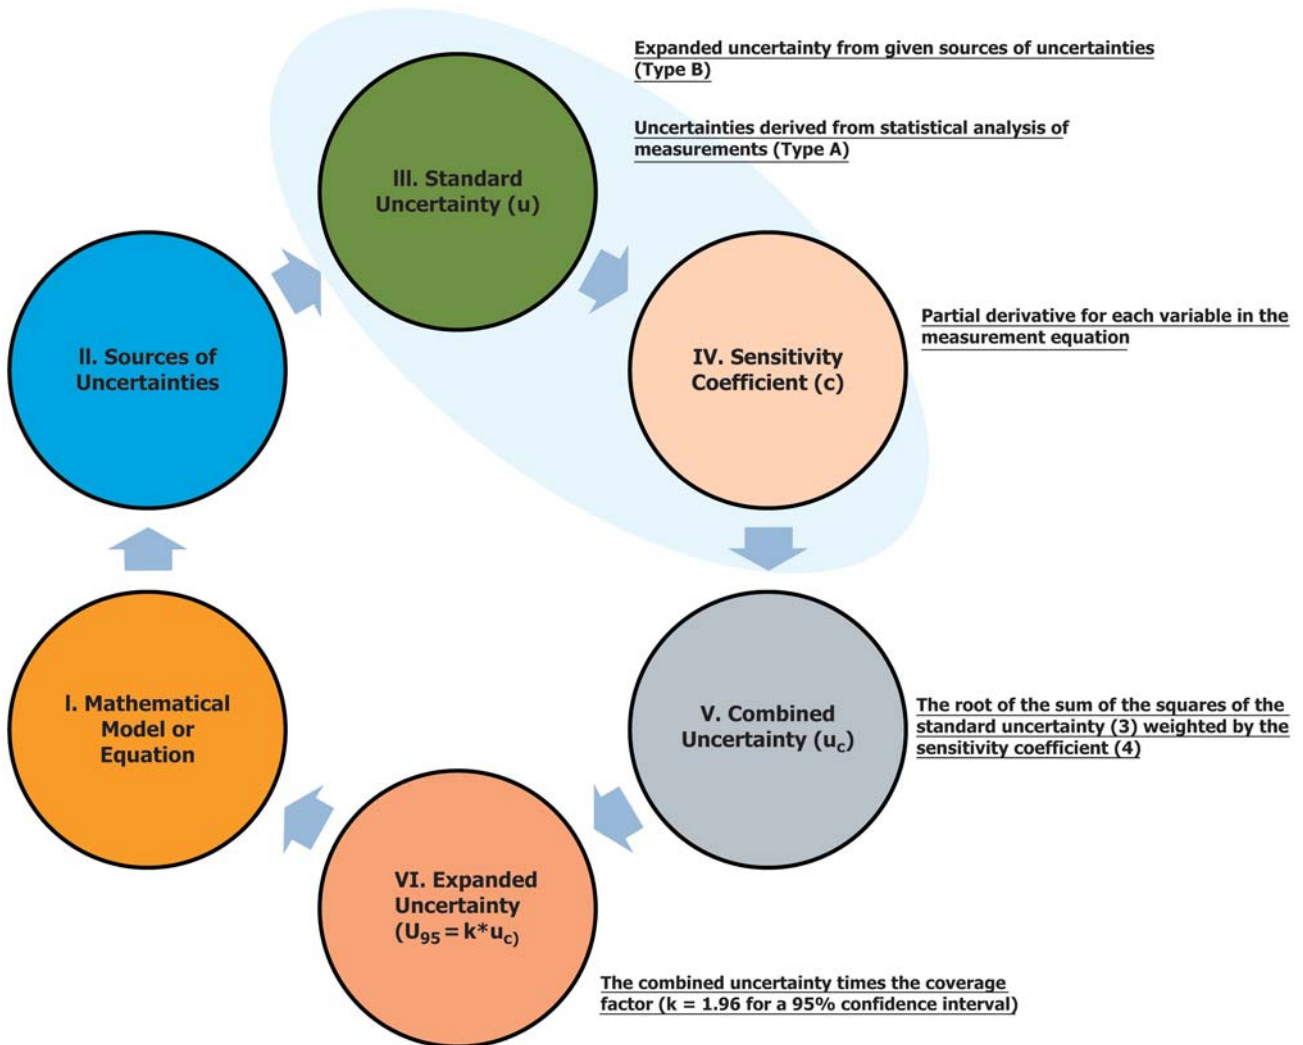 Expanded uncertainty from given sources of uncertainties
(Type B)
Uncertainties derived from statistical analysis of
measurements (Type A)
III. Standard
Uncertainty (u)
II. Sources of
Uncertainties
IV. Sensitivity
Coefficient (c)
Partial derivative for each variable in the
measurement equation
I. Mathematical
Model or
Equation
V. Combined
Uncertainty (u_c)
The root of the sum of the squares of the
standard uncertainty (3) weighted by the
sensitivity coefficient (4)
VI. Expanded
Uncertainty
(U_95 = k*u_c)
The combined uncertainty times the coverage
factor (k = 1.96 for a 95% confidence interval)